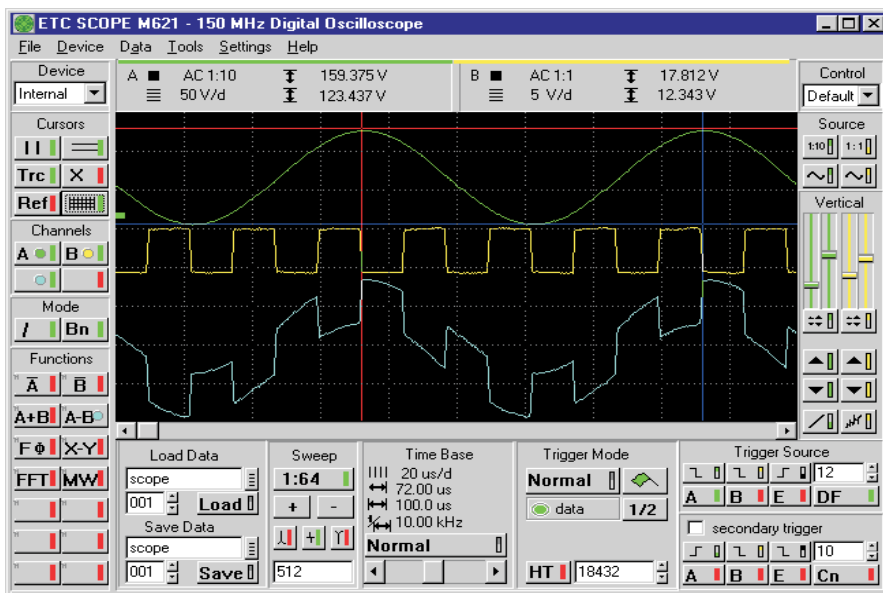 ETC SCOPE M621 - 150 MHz Digital Oscilloscope
File Device Data Tools Settings Help
Device
Internal
A AC 1:10 159.375 V
50 V/d 123.437 V
B AC 1:1 17.812 V
5 V/d 12.343 V
Control
Default
Cursors
Trc X
Ref
Channels
A B
Mode
/ Bn
Functions
A B
A+B A-B
F Φ X-Y
FFT MW
Source
1:10 1:1
Vertical
Load Data
scope
001 Load
Save Data
scope
001 Save
Sweep
1:64
+ -
512
Time Base
20 us/d
72.00 us
100.0 us
10.00 kHz
Normal
Trigger Mode
Normal
data 1/2
HT 18432
Trigger Source
12
A B E DF
secondary trigger
10
A B E Cn